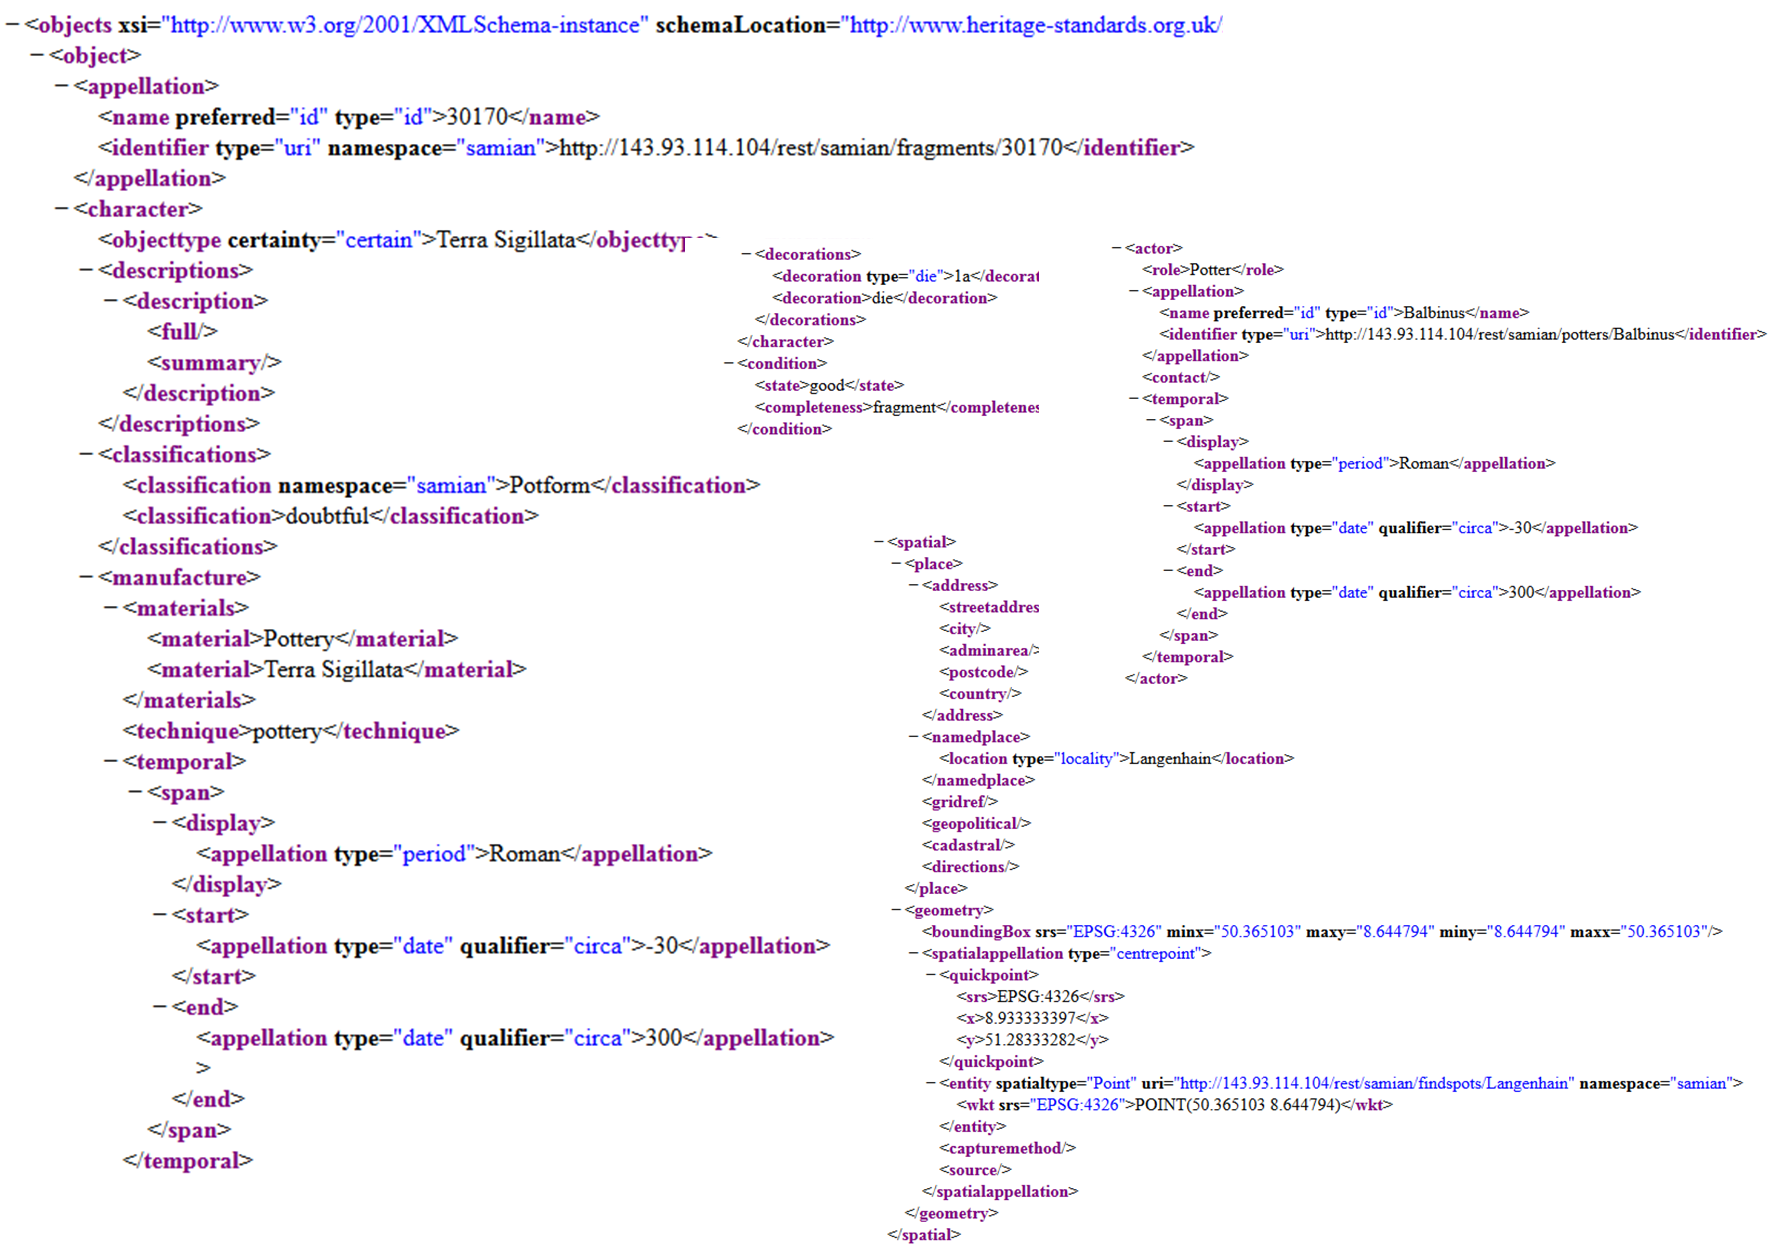 − <objects xsi="http://www.w3.org/2001/XMLSchema-instance" schemaLocation="http://www.heritage-standards.org.uk/
− <object>
− <appellation>
<name preferred="id" type="id">30170</name>
<identifier type="uri" namespace="samian">http://143.93.114.104/rest/samian/fragments/30170</identifier>
</appellation>
− <character>
<objecttype certainty="certain">Terra Sigillata</objecttyp
− <descriptions>
− <description>
<full/>
<summary/>
</description>
</descriptions>
− <classifications>
<classification namespace="samian">Potform</classification>
<classification>doubtful</classification>
</classifications>
− <manufacture>
− <materials>
<material>Pottery</material>
<material>Terra Sigillata</material>
</materials>
<technique>pottery</technique>
− <temporal>
− <span>
− <display>
<appellation type="period">Roman</appellation>
</display>
− <start>
<appellation type="date" qualifier="circa">-30</appellation>
</start>
− <end>
<appellation type="date" qualifier="circa">300</appellation>
>
</end>
</span>
</temporal>
− <decorations>
<decoration type="die">1a</decorat
<decoration>die</decoration>
</decorations>
</character>
− <condition>
<state>good</state>
<completeness>fragment</completenes
</condition>
− <spatial>
− <place>
− <address>
<streetaddres
<city/>
<adminarea/>
<postcode/>
<country/>
</address>
− <namedplace>
<location type="locality">Langenhain</location>
</namedplace>
<gridref/>
<geopolitical/>
<cadastral/>
<directions/>
</place>
− <geometry>
<boundingBox srs="EPSG:4326" minx="50.365103" maxy="8.644794" miny="8.644794" maxx="50.365103"/>
− <spatialappellation type="centrepoint">
− <quickpoint>
<srs>EPSG:4326</srs>
<x>8.933333397</x>
<y>51.28333282</y>
</quickpoint>
− <entity spatialtype="Point" uri="http://143.93.114.104/rest/samian/findspots/Langenhain" namespace="samian">
<wkt srs="EPSG:4326">POINT(50.365103 8.644794)</wkt>
</entity>
<capturemethod/>
<source/>
</spatialappellation>
</geometry>
</spatial>
− <actor>
<role>Potter</role>
− <appellation>
<name preferred="id" type="id">Balbinus</name>
<identifier type="uri">http://143.93.114.104/rest/samian/potters/Balbinus</identifier>
</appellation>
<contact/>
− <temporal>
− <span>
− <display>
<appellation type="period">Roman</appellation>
</display>
− <start>
<appellation type="date" qualifier="circa">-30</appellation>
</start>
− <end>
<appellation type="date" qualifier="circa">300</appellation>
</end>
</span>
</temporal>
</actor>